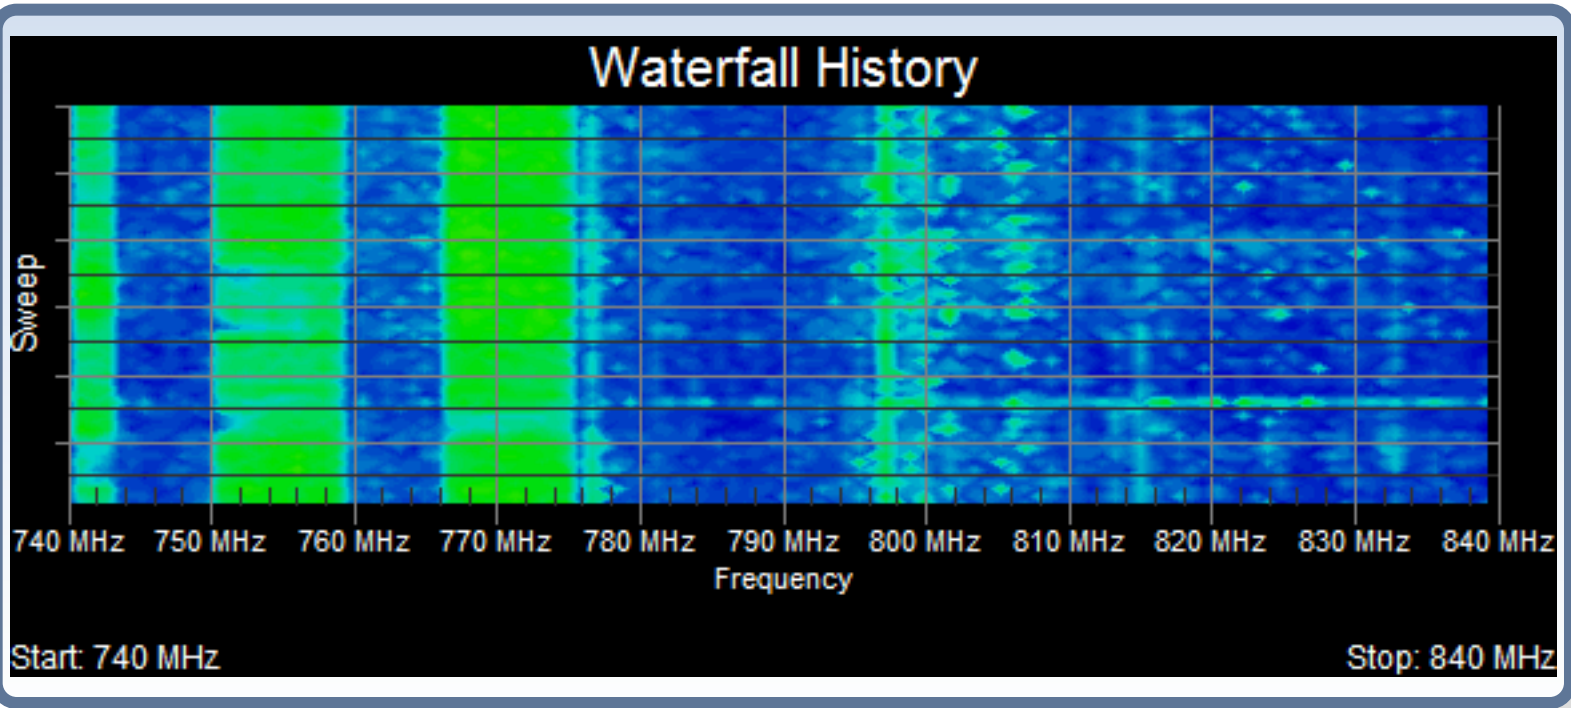 Waterfall History
Sweep
740 MHz 750 MHz 760 MHz 770 MHz 780 MHz 790 MHz 800 MHz 810 MHz 820 MHz 830 MHz 840 MHz
Frequency
Start: 740 MHz Stop: 840 MHz